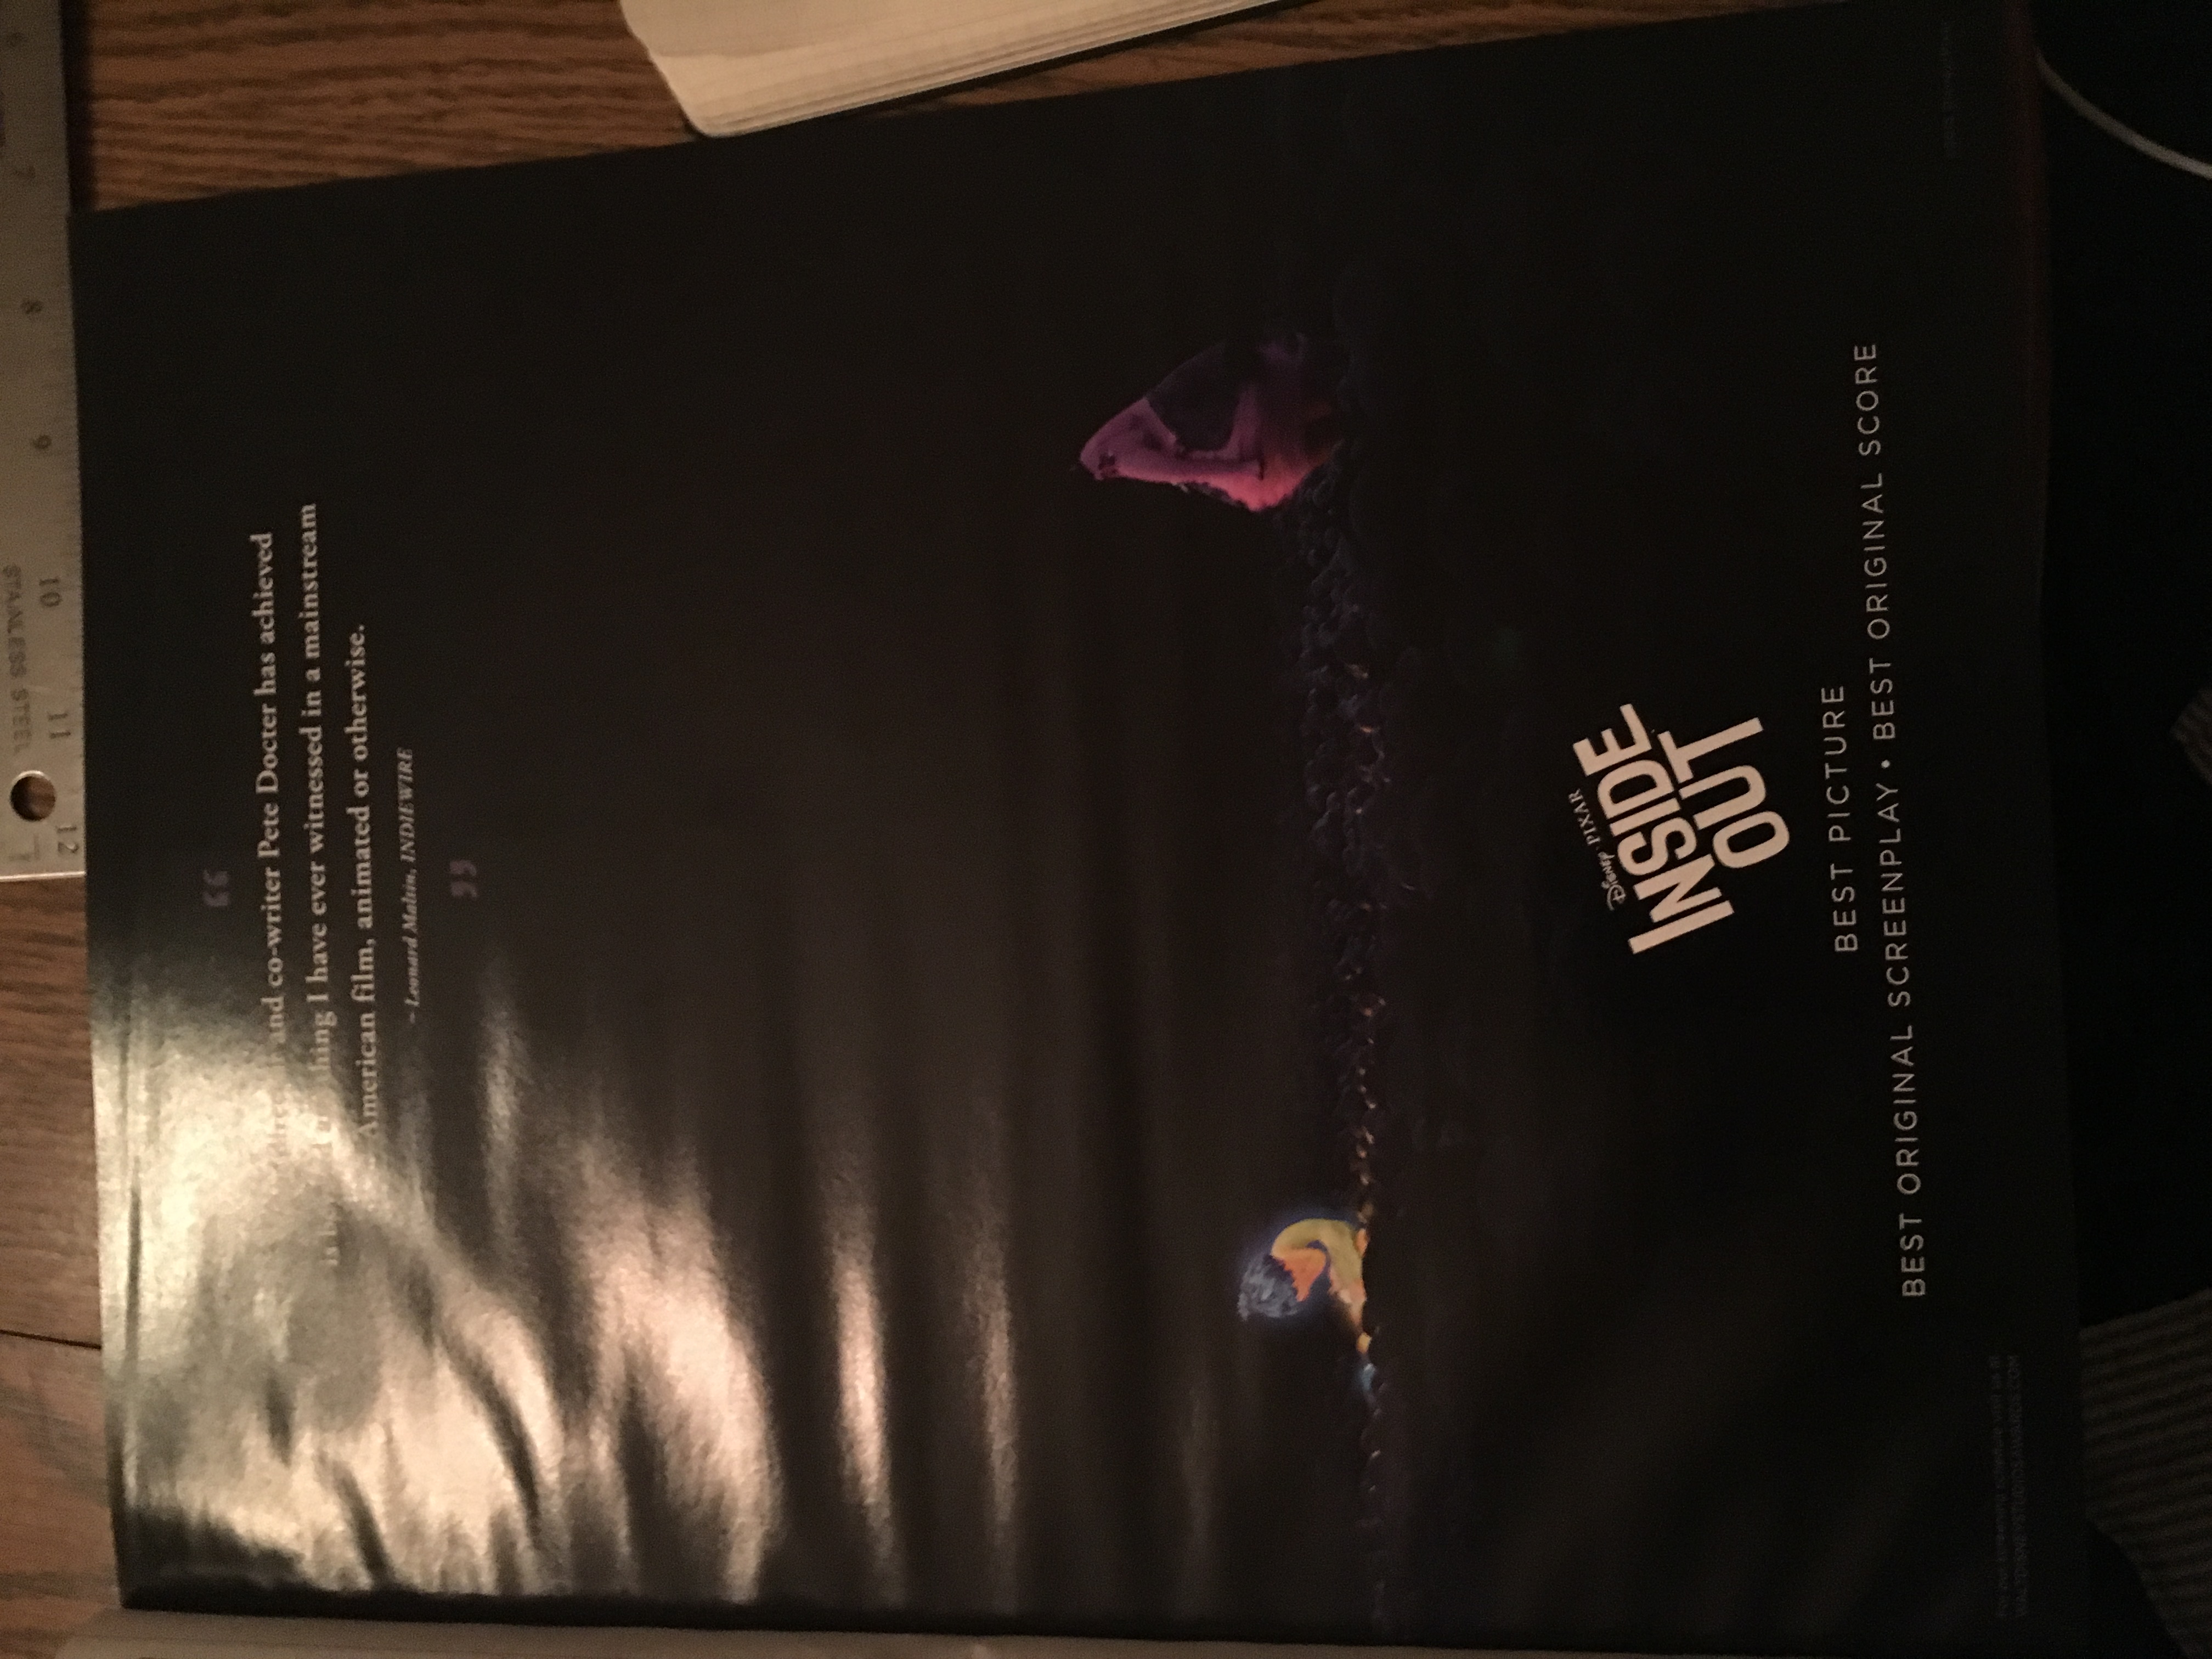 STAINLESS STEEL
12 11 10 9 8 7 6
“
director and co-writer Pete Docter has achieved
is beyond anything I have ever witnessed in a mainstream
American film, animated or otherwise.
~ Leonard Maltin, INDIEWIRE
”
DISNEY·PIXAR
INSIDE
OUT
BEST PICTURE
BEST ORIGINAL SCREENPLAY • BEST ORIGINAL SCORE
For our screening schedule visit us at
WALTDISNEYSTUDIOSAWARDS.COM